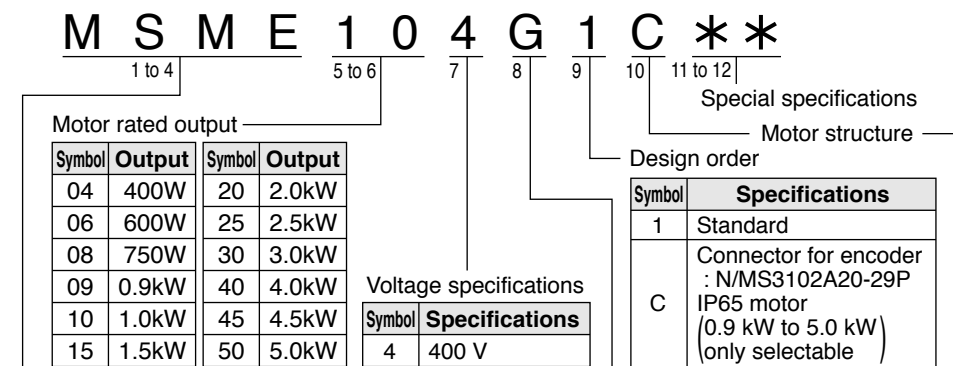 M S M E 1 0 4 G 1 C * *
1 to 4 5 to 6 7 8 9 10 11 to 12
Special specifications
Motor structure
Design order
Symbol Specifications
1 Standard
C Connector for encoder
: N/MS3102A20-29P
IP65 motor
(0.9 kW to 5.0 kW
only selectable)
Voltage specifications
Symbol Specifications
4 400 V
Motor rated output
Symbol Output Symbol Output
04 400W 20 2.0kW
06 600W 25 2.5kW
08 750W 30 3.0kW
09 0.9kW 40 4.0kW
10 1.0kW 45 4.5kW
15 1.5kW 50 5.0kW